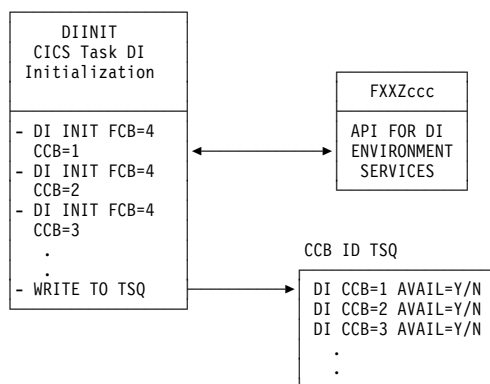 DIINIT
CICS Task DI
Initialization
- DI INIT FCB=4
CCB=1
- DI INIT FCB=4
CCB=2
- DI INIT FCB=4
CCB=3
.
.
- WRITE TO TSQ
FXXZccc
API FOR DI
ENVIRONMENT
SERVICES
CCB ID TSQ
DI CCB=1 AVAIL=Y/N
DI CCB=2 AVAIL=Y/N
DI CCB=3 AVAIL=Y/N
.
.